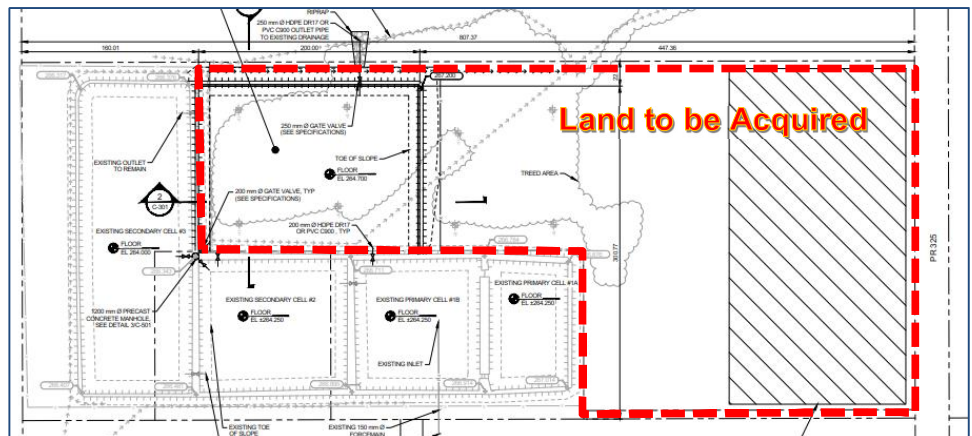 RIPRAP
250 mm Ø HDPE DR17 OR
PVC C900 OUTLET PIPE
TO EXISTING DRAINAGE
807.37
160.01
200.00
447.36
267.200
Land to be Acquired
250 mm Ø GATE VALVE
(SEE SPECIFICATIONS)
EXISTING OUTLET
TO REMAIN
TOE OF SLOPE
FLOOR
EL 264.700
TREED AREA
2
C-301
200 mm Ø GATE VALVE, TYP
(SEE SPECIFICATIONS)
200 mm Ø HDPE DR17
OR PVC C900, TYP
EXISTING SECONDARY CELL #3
FLOOR
EL 264.000
PR 325
EXISTING PRIMARY CELL #1A
FLOOR
EL ±264.250
EXISTING SECONDARY CELL #2
FLOOR
EL ±264.250
EXISTING PRIMARY CELL #1B
FLOOR
EL ±264.250
1200 mm Ø PRECAST
CONCRETE MANHOLE,
SEE DETAIL 3/C-501
EXISTING INLET
EXISTING TOE
OF SLOPE
EXISTING 150 mm Ø
FORCEMAIN